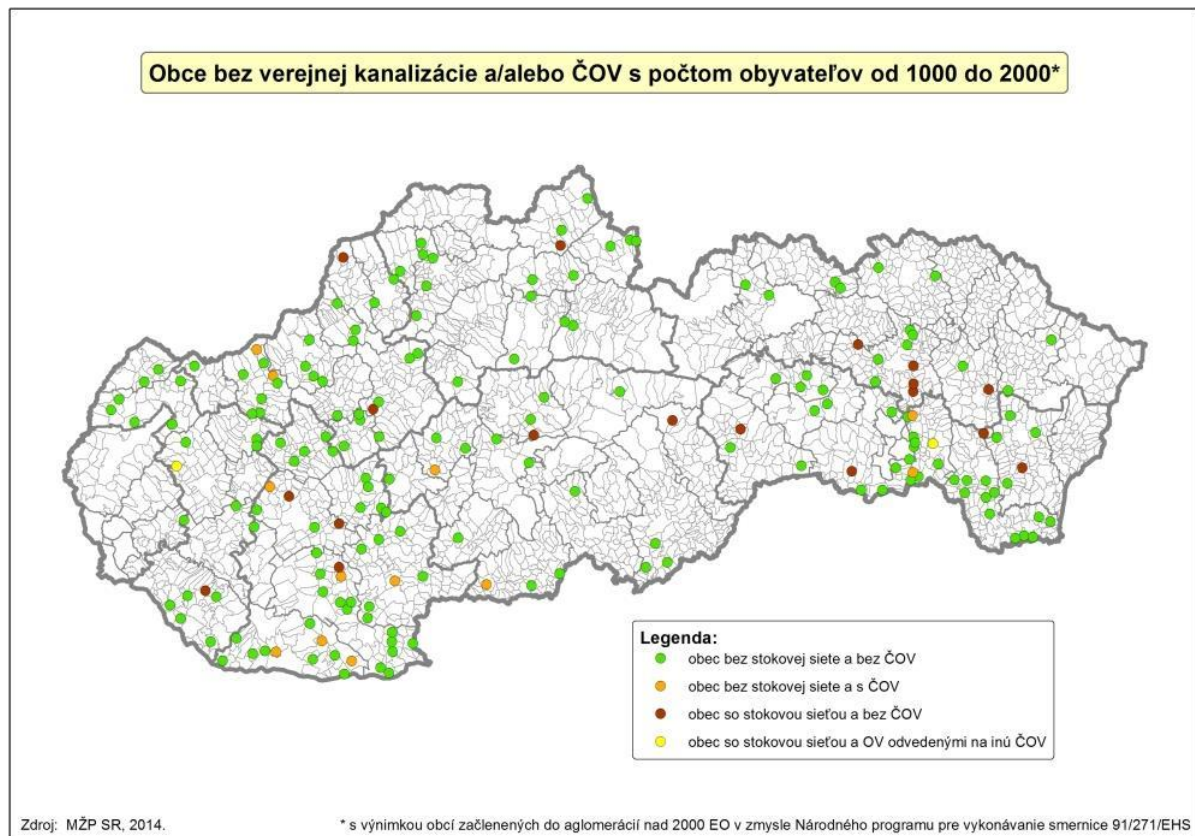 Obce bez verejnej kanalizácie a/alebo ČOV s počtom obyvateľov od 1000 do 2000*
Legenda:
obec bez stokovej siete a bez ČOV
obec bez stokovej siete a s ČOV
obec so stokovou sieťou a bez ČOV
obec so stokovou sieťou a OV odvedenými na inú ČOV
Zdroj: MŽP SR, 2014.
* s výnimkou obcí začlenených do aglomerácií nad 2000 EO v zmysle Národného programu pre vykonávanie smernice 91/271/EHS